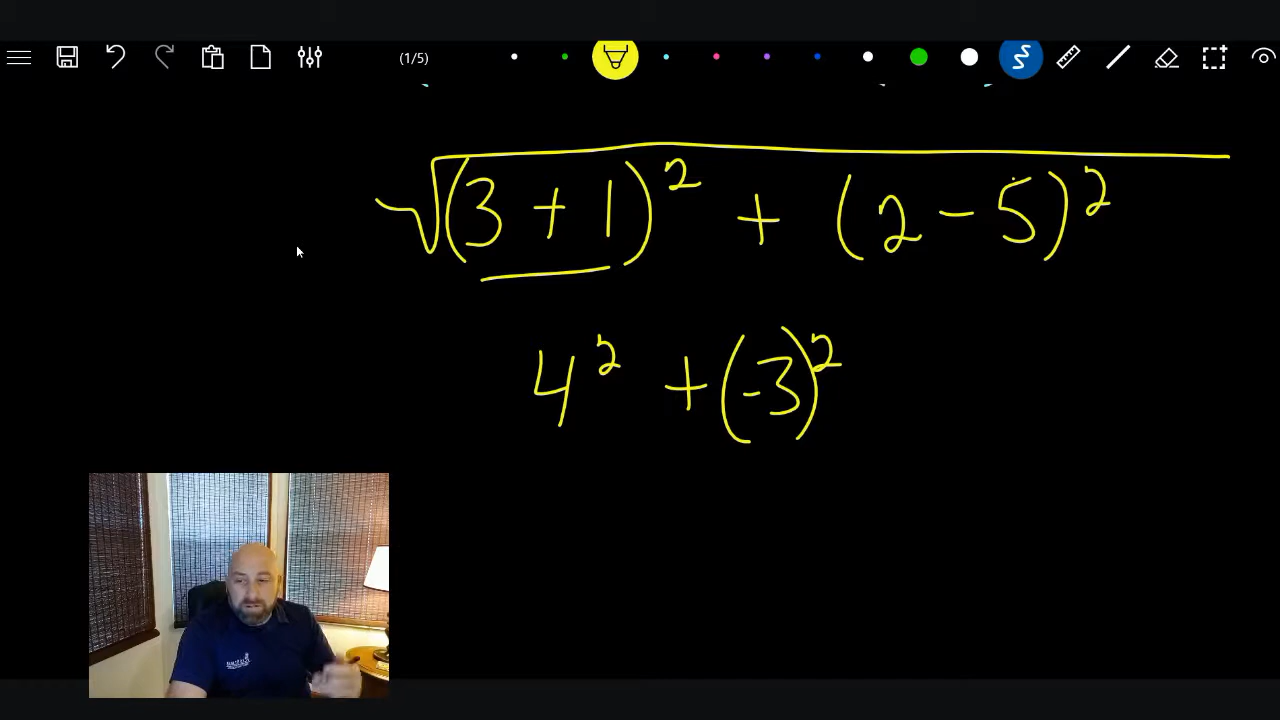 (1/5)
√(3 + 1)² + (2 - 5)²
4² + (-3)²